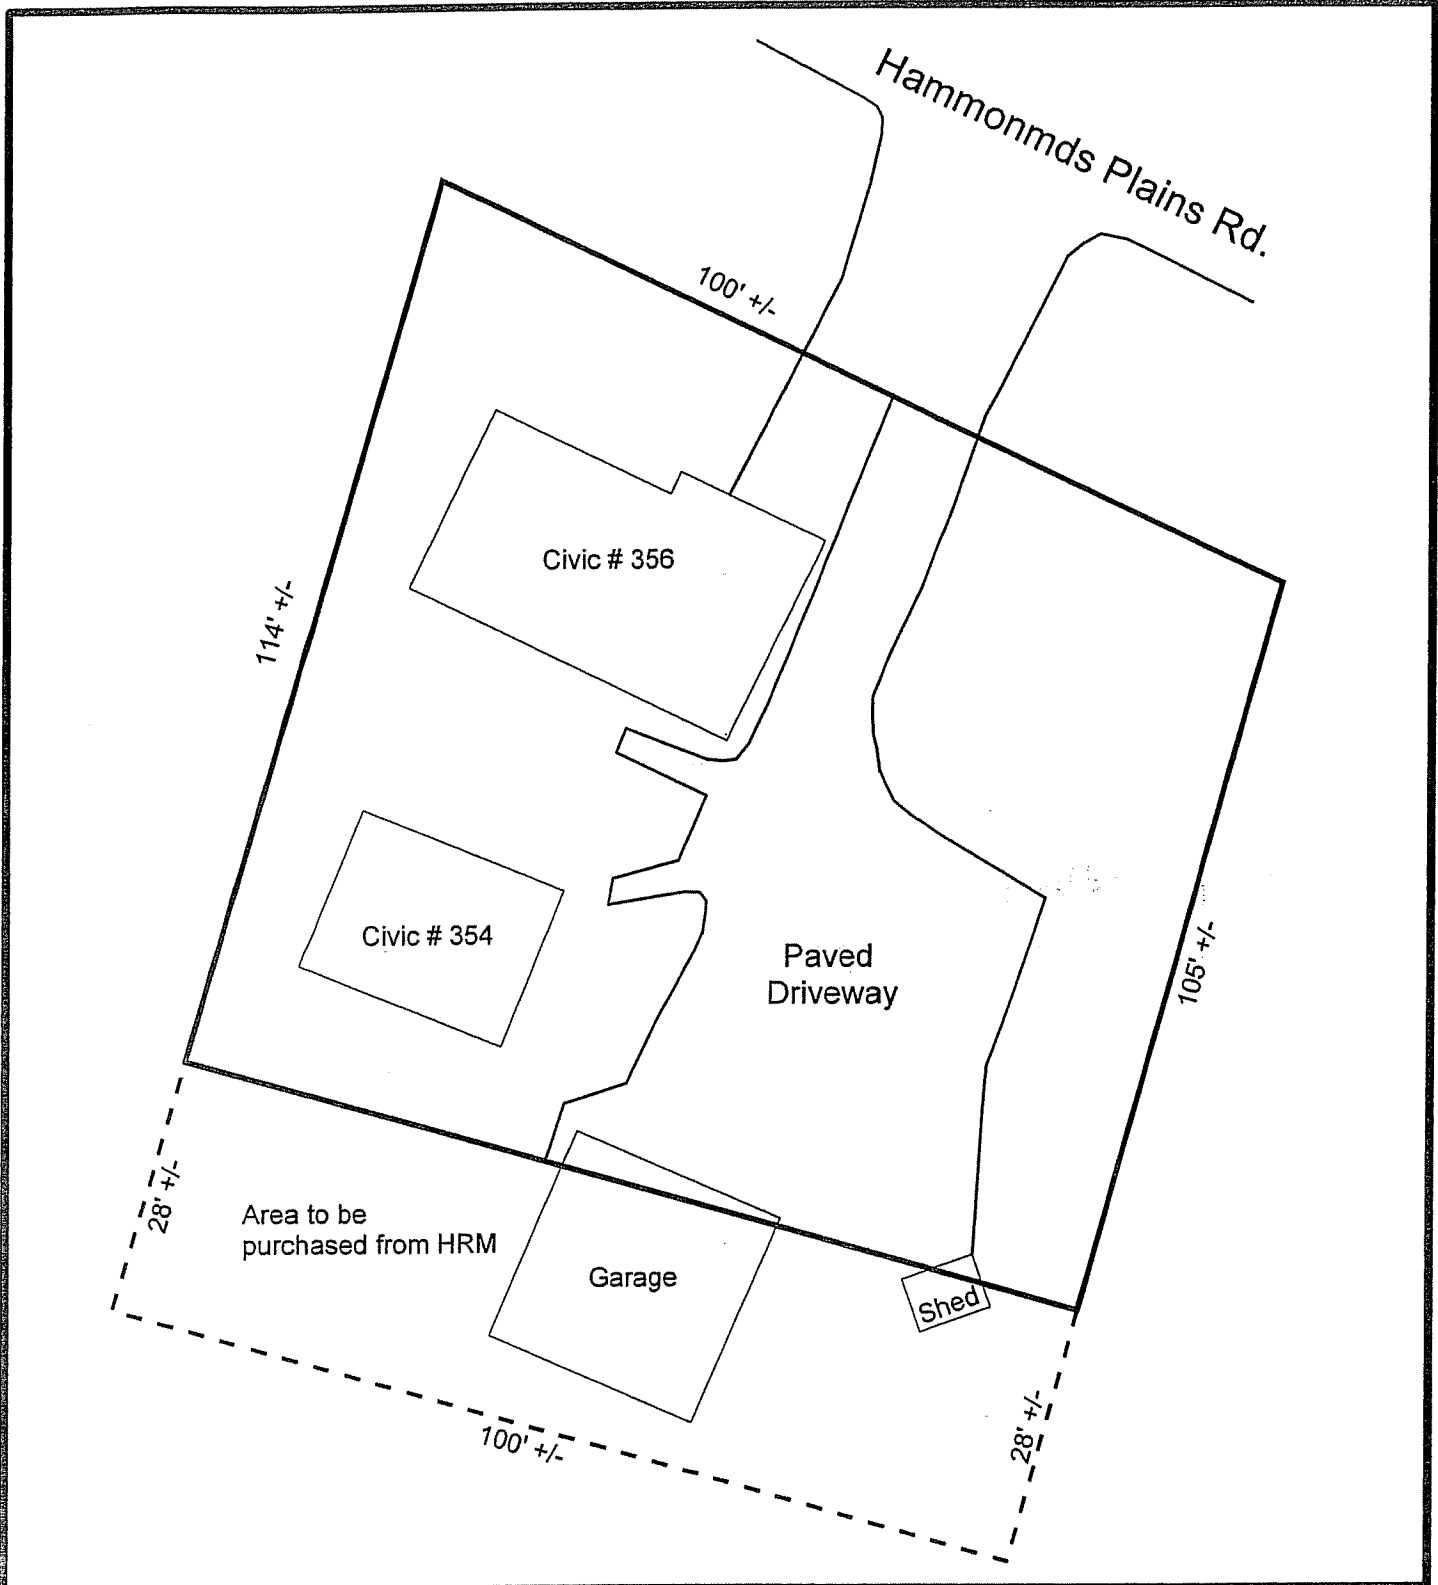 Hammonmds Plains Rd.
100' +/-
Civic # 356
114' +/-
Civic # 354
Paved
Driveway
105' +/-
28' +/-
Area to be
purchased from HRM
Garage
Shed
28' +/-
100' +/-